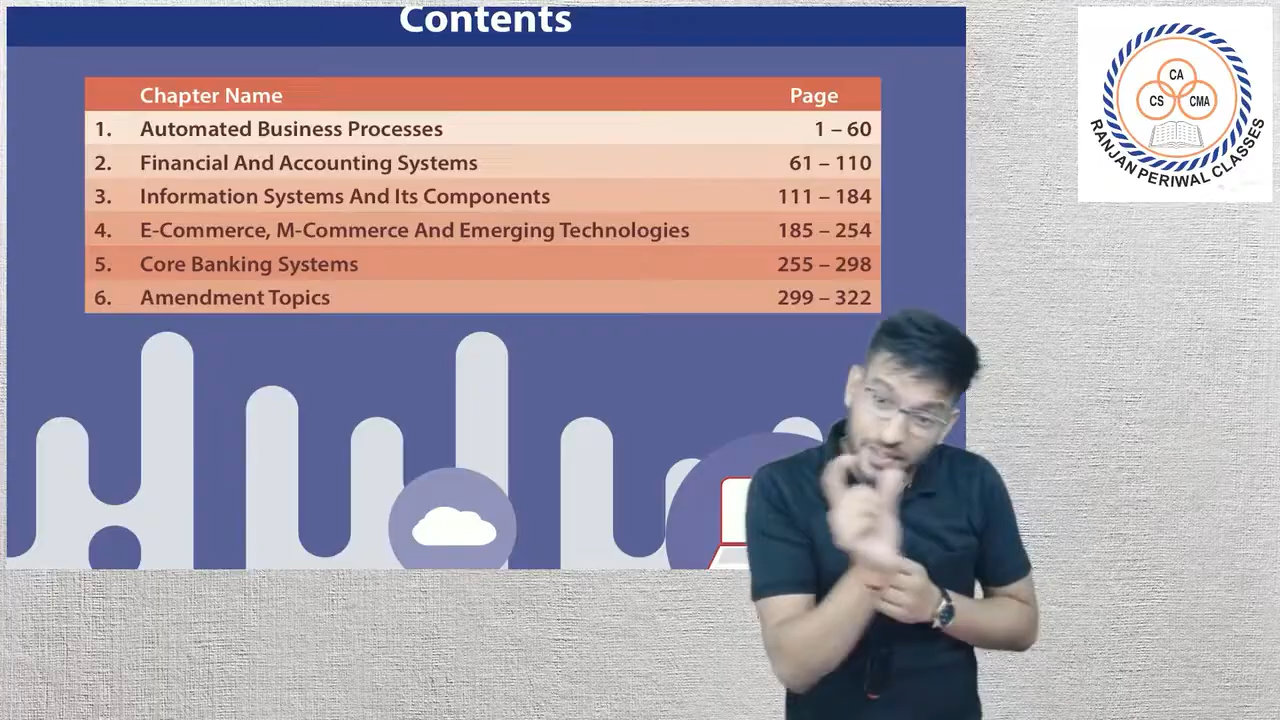 Contents
Chapter Name Page
1. Automated Business Processes 1 – 60
2. Financial And Accounting Systems 61 – 110
3. Information Systems And Its Components 111 – 184
4. E-Commerce, M-Commerce And Emerging Technologies 185 – 254
5. Core Banking Systems 255 – 298
6. Amendment Topics 299 – 322
CA
CS CMA
RANJAN PERIWAL CLASSES